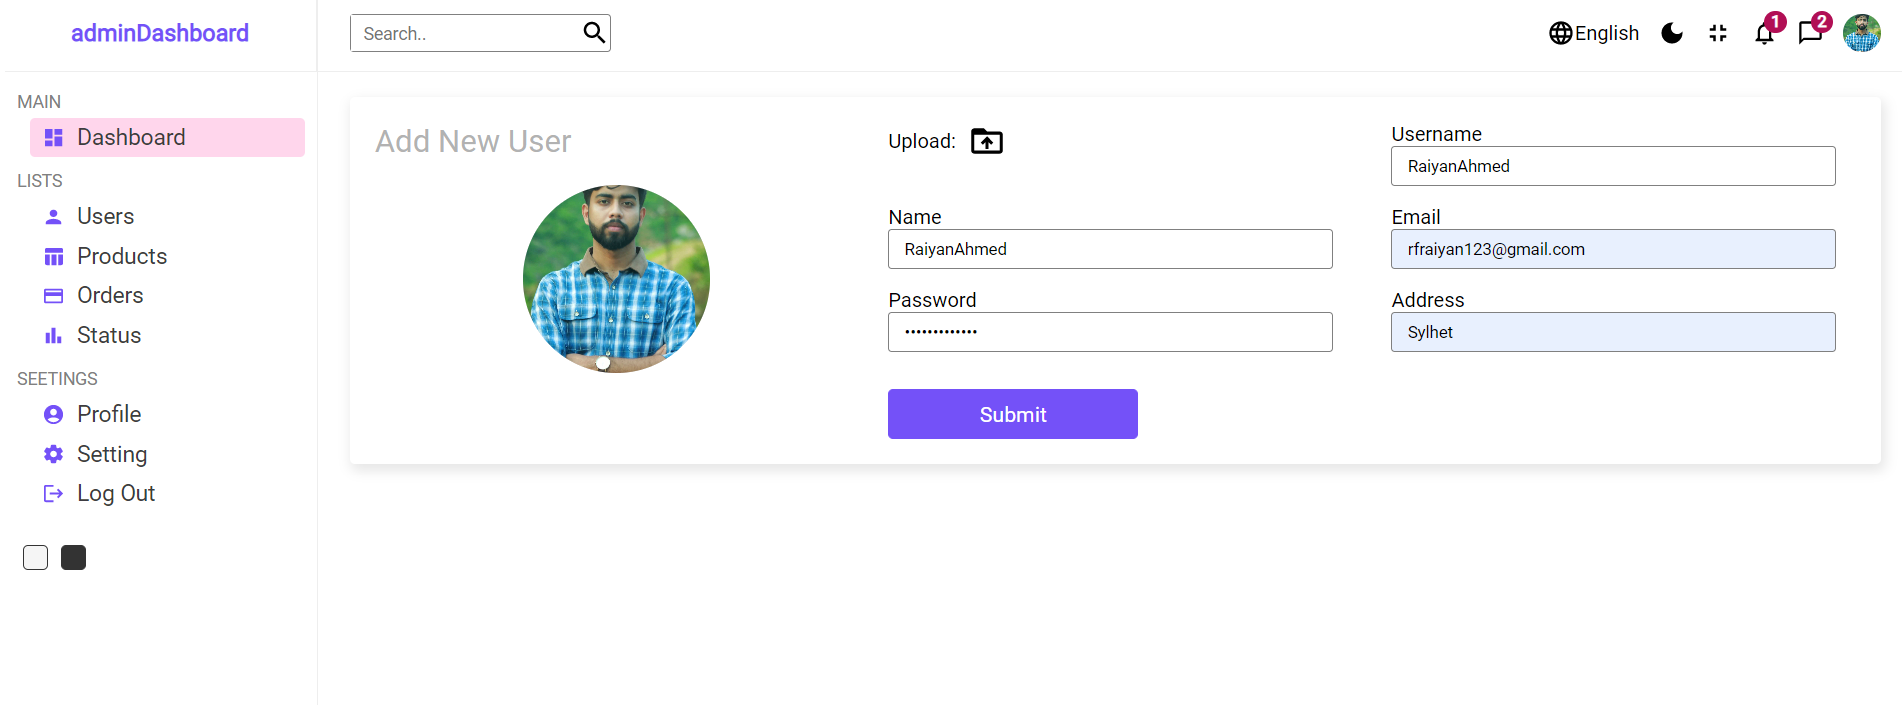 adminDashboard
Search..
English
1
2
MAIN
Dashboard
LISTS
Users
Products
Orders
Status
SEETINGS
Profile
Setting
Log Out
Add New User
Upload:
Username
RaiyanAhmed
Name
RaiyanAhmed
Email
rfraiyan123@gmail.com
Password
•••••••••••••
Address
Sylhet
Submit